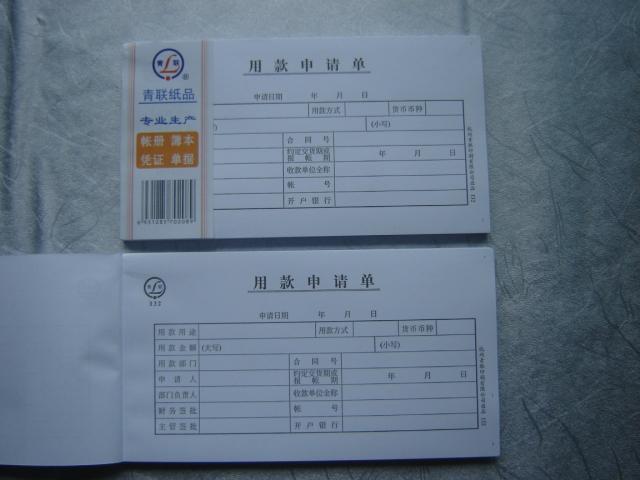 青 联
®
青联纸品
专业生产
帐册 簿本
凭证 单据
用款申请单
申请日期 年 月 日
用款方式 货币币种
(小写)
合同号
约定交货期或报帐期 年 月 日
收款单位全称
帐号
开户银行
332
用款申请单
申请日期 年 月 日
用款用途 用款方式 货币币种
用款金额 (大写) (小写)
用款部门 合同号
申请人 约定交货期或报帐期 年 月 日
部门负责人 收款单位全称
财务签批 帐号
主管签批 开户银行